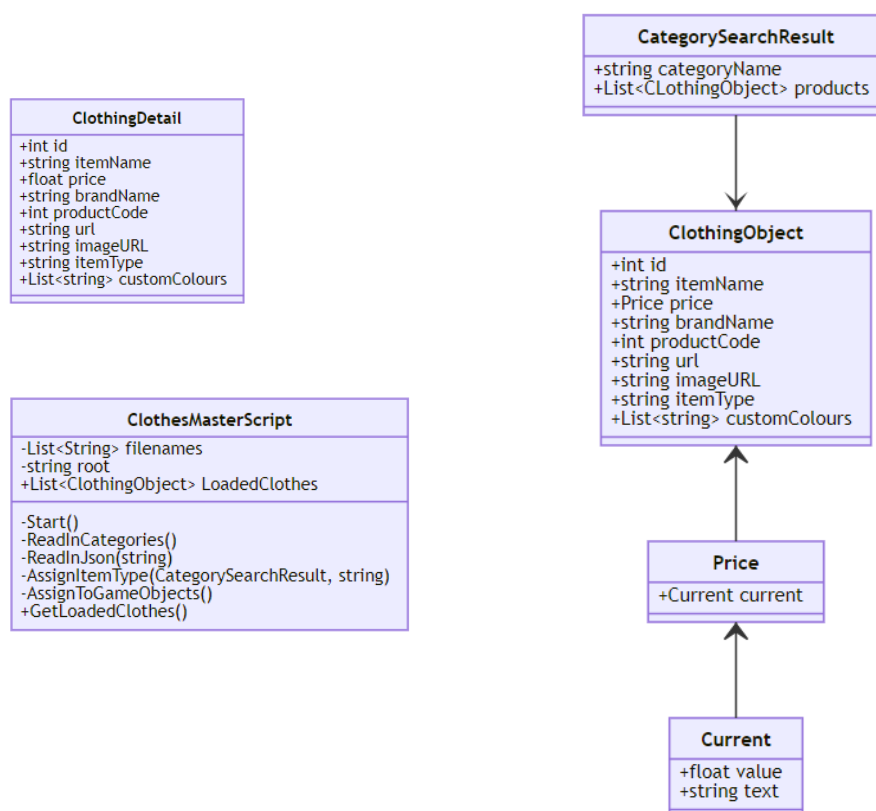 CategorySearchResult
+string categoryName
+List<CLothingObject> products
ClothingDetail
+int id
+string itemName
+float price
+string brandName
+int productCode
+string url
+string imageURL
+string itemType
+List<string> customColours
ClothingObject
+int id
+string itemName
+Price price
+string brandName
+int productCode
+string url
+string imageURL
+string itemType
+List<string> customColours
ClothesMasterScript
-List<String> filenames
-string root
+List<ClothingObject> LoadedClothes
-Start()
-ReadInCategories()
-ReadInJson(string)
-AssignItemType(CategorySearchResult, string)
-AssignToGameObjects()
+GetLoadedClothes()
Price
+Current current
Current
+float value
+string text